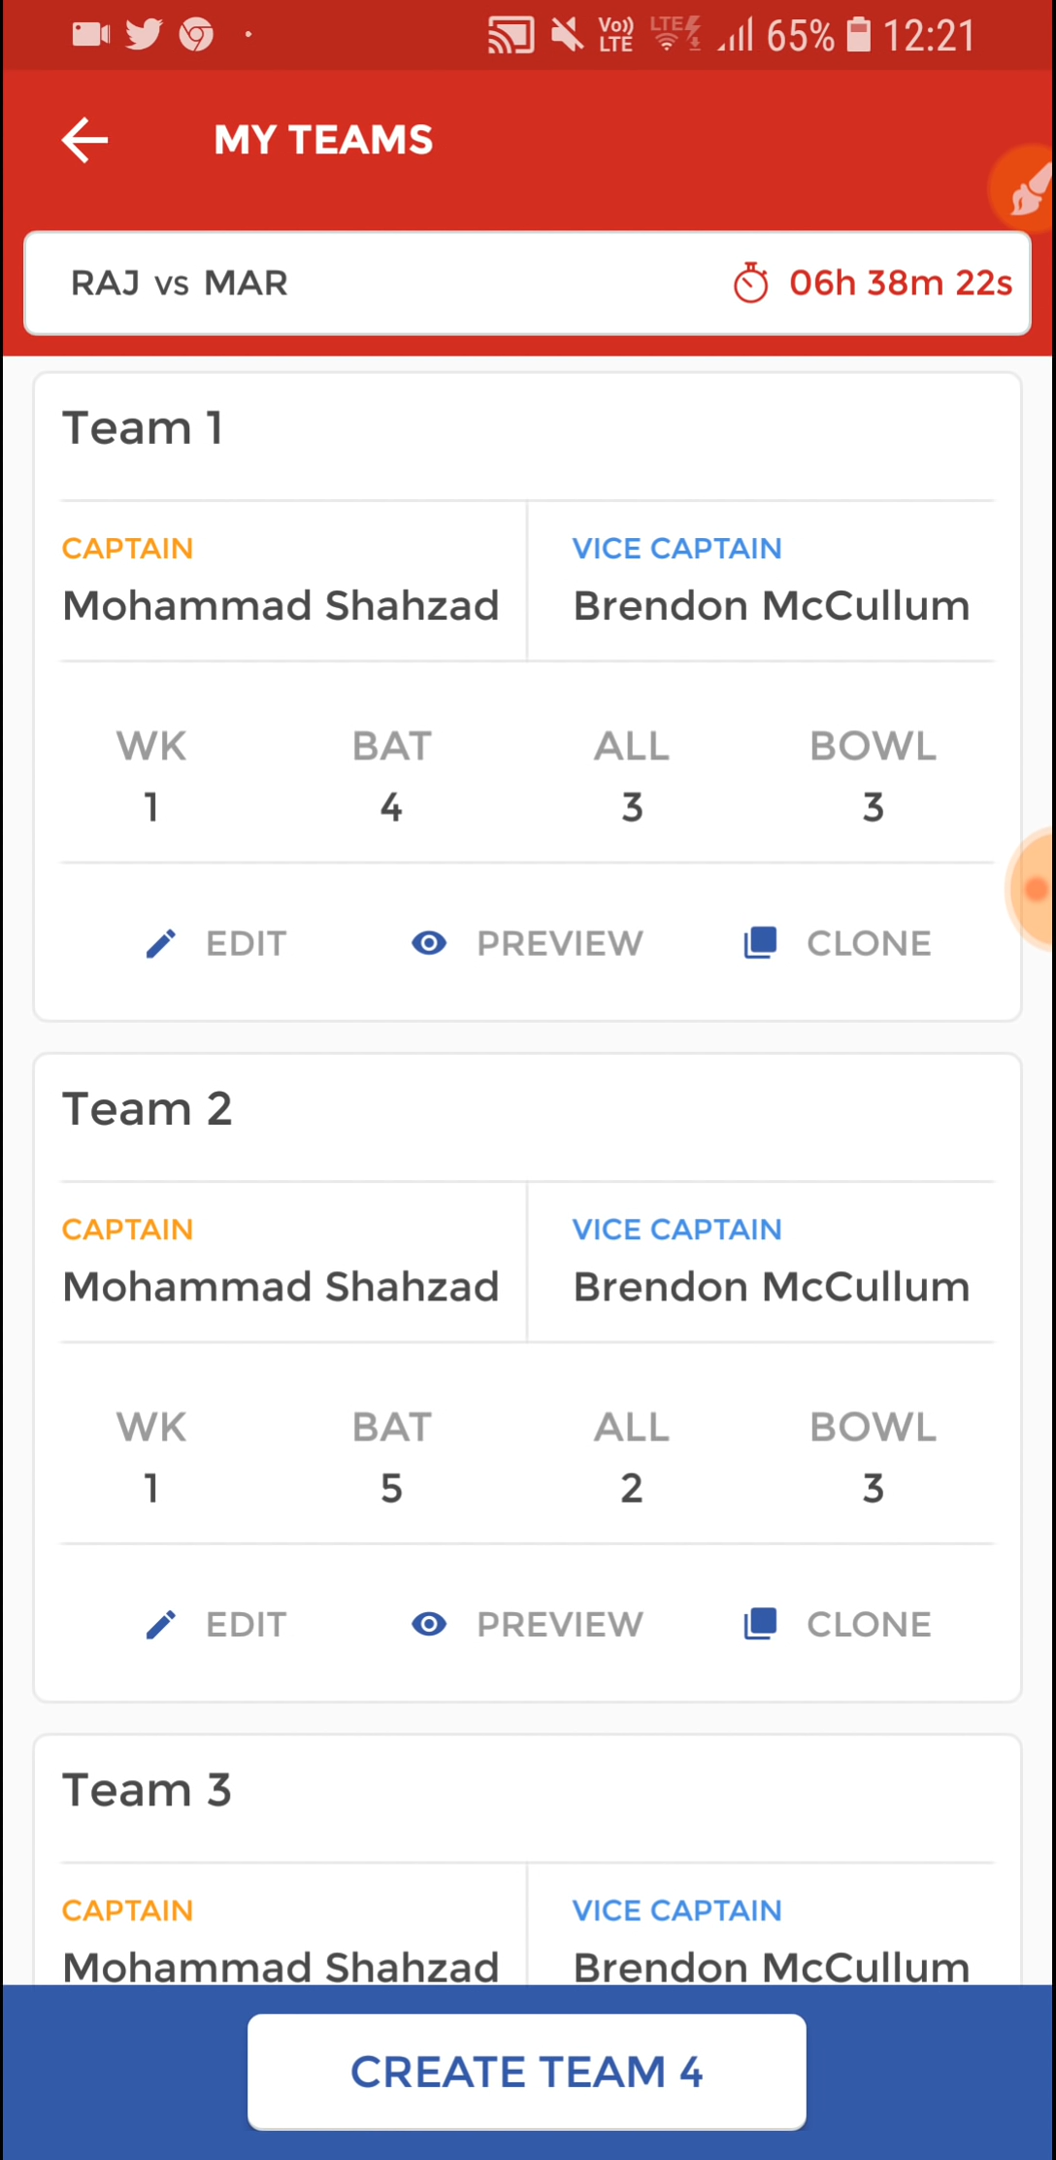 Vo)) LTE LTE 65% 12:21
MY TEAMS
RAJ vs MAR 06h 38m 22s
Team 1
CAPTAIN VICE CAPTAIN
Mohammad Shahzad Brendon McCullum
WK BAT ALL BOWL
1 4 3 3
EDIT PREVIEW CLONE
Team 2
CAPTAIN VICE CAPTAIN
Mohammad Shahzad Brendon McCullum
WK BAT ALL BOWL
1 5 2 3
EDIT PREVIEW CLONE
Team 3
CAPTAIN VICE CAPTAIN
Mohammad Shahzad Brendon McCullum
CREATE TEAM 4